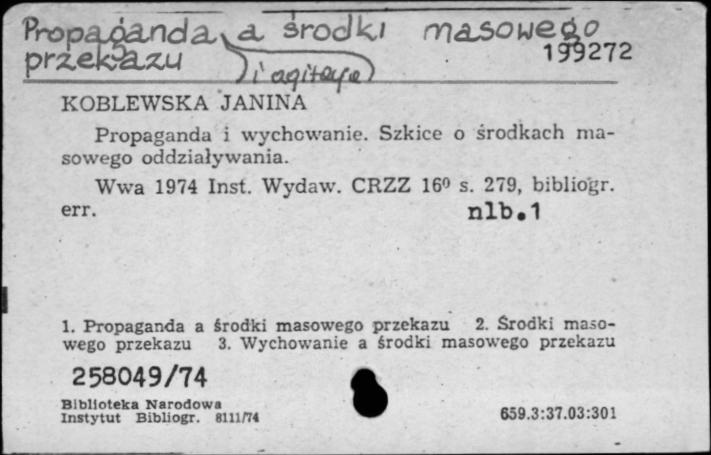 Propaganda a środki masowego
przekazu (i agitacja) 199272
KOBLEWSKA JANINA
Propaganda i wychowanie. Szkice o środkach ma-
sowego oddziaływania.
Wwa 1974 Inst. Wydaw. CRZZ 16⁰ s. 279, bibliogr.
err. nlb.1
1. Propaganda a środki masowego przekazu 2. Środki maso-
wego przekazu 3. Wychowanie a środki masowego przekazu
258049/74
Biblioteka Narodowa
Instytut Bibliogr. 8111/74 659.3:37.03:301